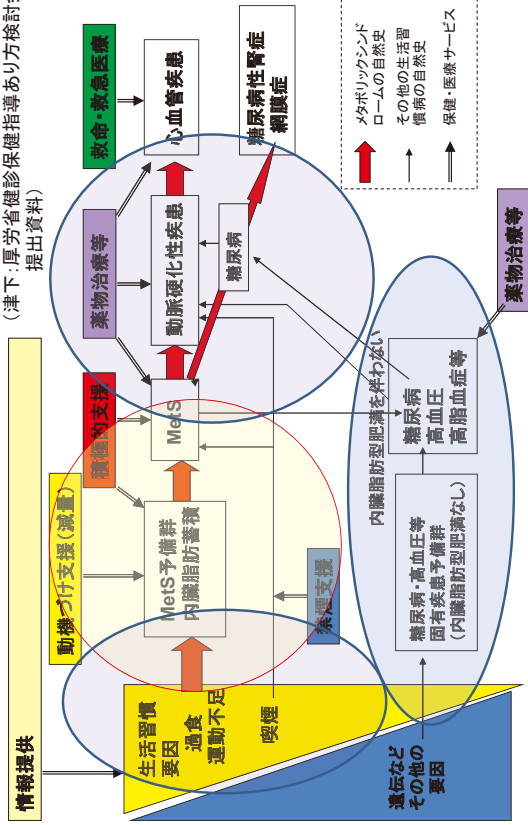 （津下：厚労省健診保健指導あり方検討会
提出資料）
情報提供
動機づけ支援（減量）
積極的支援
薬物治療等
救命・救急医療
生活習慣
要因
過食
運動不足
喫煙
MetS予備群
内臓脂肪蓄積
MetS
動脈硬化性疾患
心血管疾患
糖尿病
糖尿病性腎症
網膜症
禁煙支援
内臓脂肪型肥満を伴わない
遺伝など
その他の
要因
糖尿病・高血圧等
固有疾患予備群
（内臓脂肪型肥満なし）
糖尿病
高血圧
高脂血症等
薬物治療等
メタボリックシンド
ロームの自然史
その他の生活習
慣病の自然史
保健・医療サービス